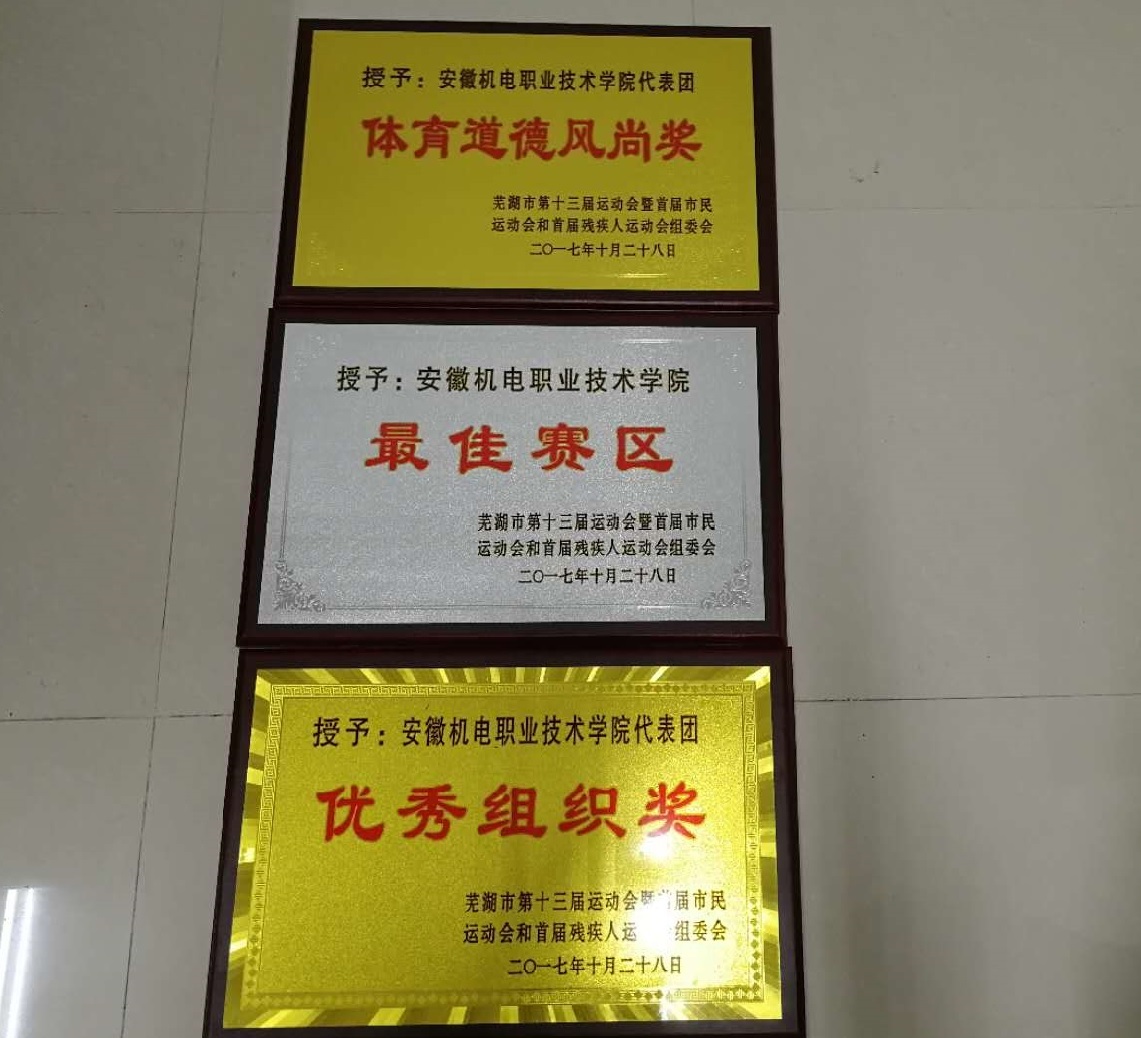 授予：安徽机电职业技术学院代表团
体育道德风尚奖
芜湖市第十三届运动会暨首届市民
运动会和首届残疾人运动会组委会
二〇一七年十月二十八日
授予：安徽机电职业技术学院
最佳赛区
芜湖市第十三届运动会暨首届市民
运动会和首届残疾人运动会组委会
二〇一七年十月二十八日
授予：安徽机电职业技术学院代表团
优秀组织奖
芜湖市第十三届运动会暨首届市民
运动会和首届残疾人运会组委会
二〇一七年十月二十八日